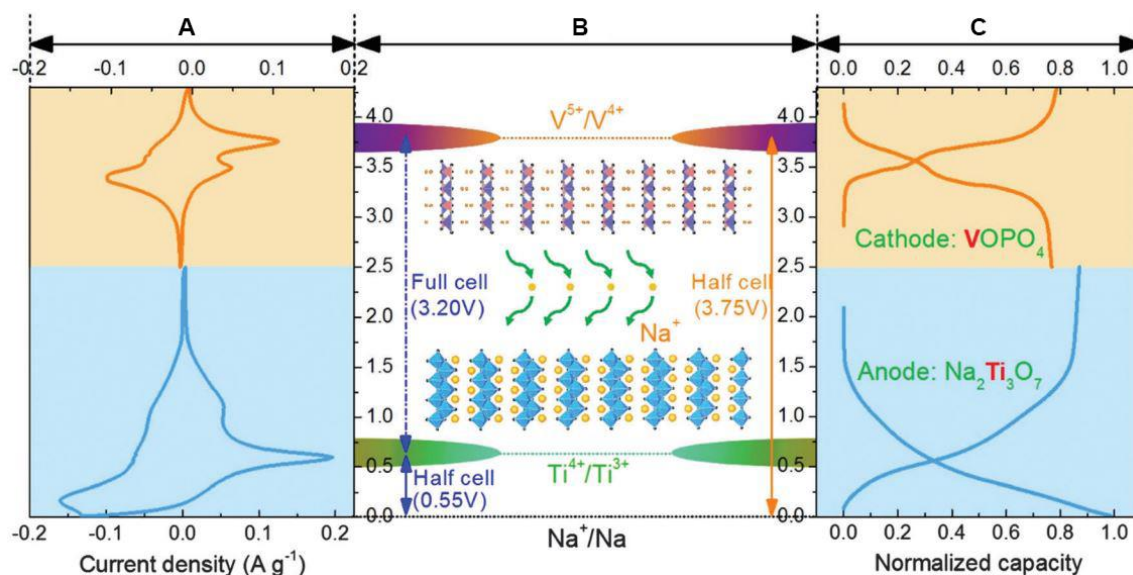 A B C
-0.2 -0.1 0.0 0.1 0.2
0.0 0.2 0.4 0.6 0.8 1.0
4.0
3.5
3.0
2.5
2.0
1.5
1.0
0.5
0.0
V⁵⁺/V⁴⁺
Full cell
(3.20V)
Half cell
(3.75V)
Na⁺
Ti⁴⁺/Ti³⁺
Half cell
(0.55V)
Na⁺/Na
Cathode: VOPO₄
Anode: Na₂Ti₃O₇
-0.2 -0.1 0.0 0.1 0.2
Current density (A g⁻¹)
0.0 0.2 0.4 0.6 0.8 1.0
Normalized capacity